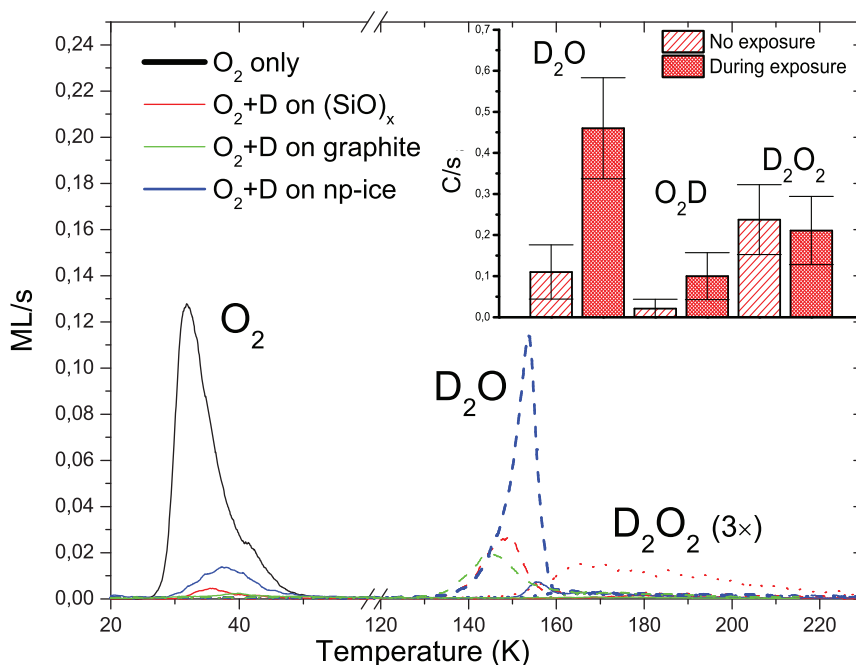 0,24
0,22
0,20
0,18
0,16
0,14
0,12
0,10
0,08
0,06
0,04
0,02
0,00
ML/s
O₂ only
O₂+D on (SiO)ₓ
O₂+D on graphite
O₂+D on np-ice
0,7
0,6
0,5
0,4
0,3
0,2
0,1
0,0
C/s
No exposure
During exposure
D₂O
O₂D
D₂O₂
O₂
D₂O
D₂O₂ (3×)
20 40 120 140 160 180 200 220
Temperature (K)